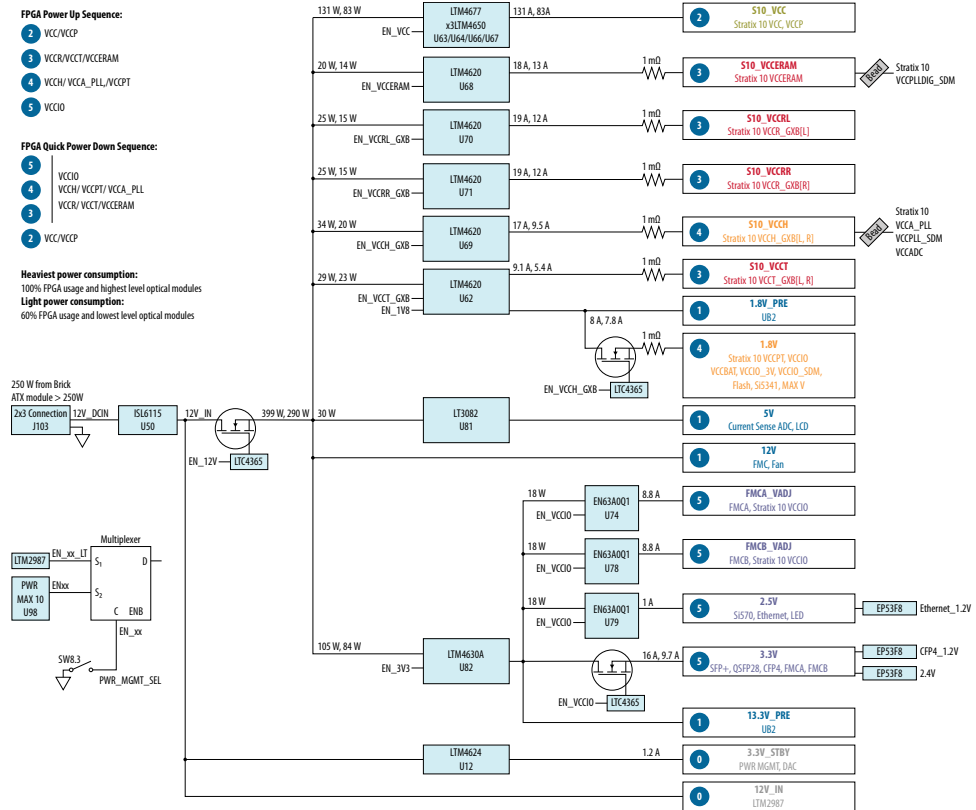 FPGA Power Up Sequence:
2 VCC/VCCP
3 VCCR/VCCT/VCCERAM
4 VCCH/ VCCA_PLL,/VCCPT
5 VCCIO
FPGA Quick Power Down Sequence:
5 VCCIO
4 VCCH/ VCCPT/ VCCA_PLL
3 VCCR/ VCCT/VCCERAM
2 VCC/VCCP
Heaviest power consumption:
100% FPGA usage and highest level optical modules
Light power consumption:
60% FPGA usage and lowest level optical modules
250 W from Brick
ATX module > 250W
2x3 Connection
J103
12V_DCIN
ISL6115
U50
12V_IN
EN_12V
LTC4365
399 W, 290 W
Multiplexer
LTM2987
EN_xx_LT
S1
D
PWR
MAX 10
U98
ENxx
S2
C ENB
EN_xx
SW8.3
PWR_MGMT_SEL
131 W, 83 W
EN_VCC
LTM4677
x3LTM4650
U63/U64/U66/U67
131 A, 83A
2
S10_VCC
Stratix 10 VCC, VCCP
20 W, 14 W
EN_VCCERAM
LTM4620
U68
18 A, 13 A
1 mΩ
3
S10_VCCERAM
Stratix 10 VCCERAM
Bead
Stratix 10
VCCPLLDIG_SDM
25 W, 15 W
EN_VCCRL_GXB
LTM4620
U70
19 A, 12 A
1 mΩ
3
S10_VCCRL
Stratix 10 VCCR_GXB[L]
25 W, 15 W
EN_VCCRR_GXB
LTM4620
U71
19 A, 12 A
1 mΩ
3
S10_VCCRR
Stratix 10 VCCR_GXB[R]
34 W, 20 W
EN_VCCH_GXB
LTM4620
U69
17 A, 9.5 A
1 mΩ
4
S10_VCCH
Stratix 10 VCCH_GXB[L, R]
Bead
Stratix 10
VCCA_PLL
VCCPLL_SDM
VCCADC
29 W, 23 W
EN_VCCT_GXB
EN_1V8
LTM4620
U62
9.1 A, 5.4 A
1 mΩ
3
S10_VCCT
Stratix 10 VCCT_GXB[L, R]
1
1.8V_PRE
UB2
8 A, 7.8 A
1 mΩ
EN_VCCH_GXB
LTC4365
4
1.8V
Stratix 10 VCCPT, VCCIO
VCCBAT, VCCIO_3V, VCCIO_SDM,
Flash, Si5341, MAX V
30 W
LT3082
U81
1
5V
Current Sense ADC, LCD
1
12V
FMC, Fan
18 W
EN_VCCIO
EN63A0Q1
U74
8.8 A
5
FMCA_VADJ
FMCA, Stratix 10 VCCIO
18 W
EN_VCCIO
EN63A0Q1
U78
8.8 A
5
FMCB_VADJ
FMCB, Stratix 10 VCCIO
18 W
EN_VCCIO
EN63A0Q1
U79
1 A
5
2.5V
Si570, Ethernet, LED
EP53F8
Ethernet_1.2V
105 W, 84 W
EN_3V3
LTM4630A
U82
16 A, 9.7 A
EN_VCCIO
LTC4365
5
3.3V
SFP+, QSFP28, CFP4, FMCA, FMCB
EP53F8
CFP4_1.2V
EP53F8
2.4V
1
13.3V_PRE
UB2
LTM4624
U12
1.2 A
0
3.3V_STBY
PWR MGMT, DAC
0
12V_IN
LTM2987